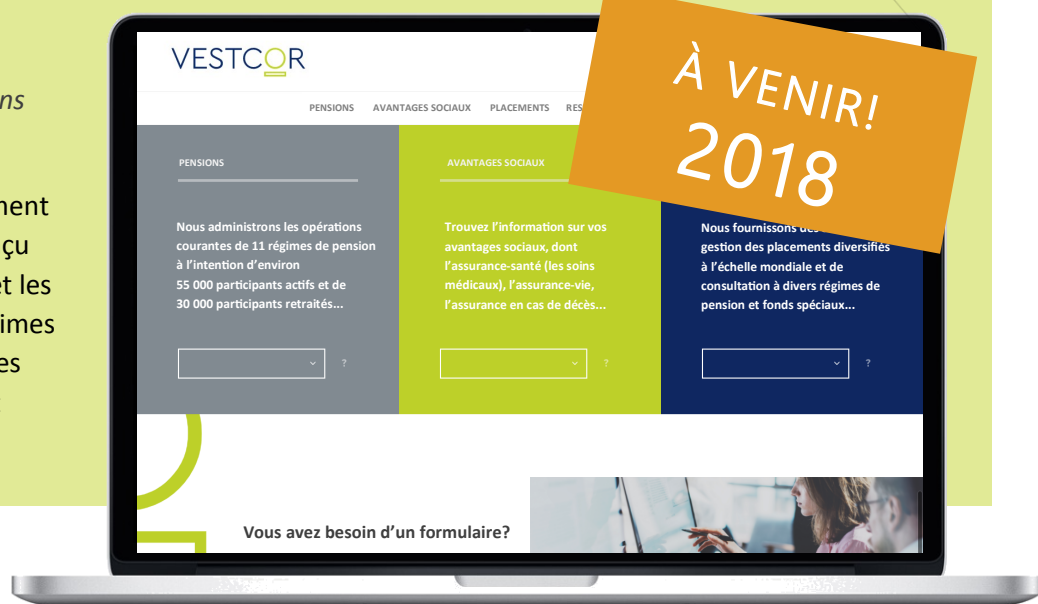 ns
nent
çu
et les
imes
es
VESTCOR
PENSIONS AVANTAGES SOCIAUX PLACEMENTS RES
À VENIR!
2018
PENSIONS
Nous administrons les opérations
courantes de 11 régimes de pension
à l'intention d'environ
55 000 participants actifs et de
30 000 participants retraités...
?
AVANTAGES SOCIAUX
Trouvez l'information sur vos
avantages sociaux, dont
l'assurance-santé (les soins
médicaux), l'assurance-vie,
l'assurance en cas de décès...
?
Nous fournissons des
gestion des placements diversifiés
à l'échelle mondiale et de
consultation à divers régimes de
pension et fonds spéciaux...
?
Vous avez besoin d'un formulaire?